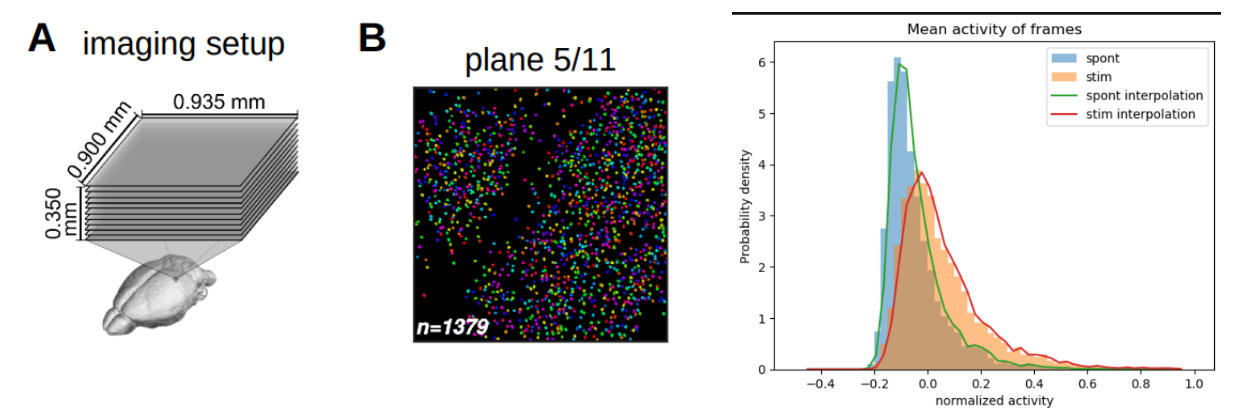 A imaging setup
0.935 mm
0.900 mm
0.350
mm
B
plane 5/11
n=1379
Mean activity of frames
spont
stim
spont interpolation
stim interpolation
Probability density
6
5
4
3
2
1
0
−0.4 −0.2 0.0 0.2 0.4 0.6 0.8 1.0
normalized activity